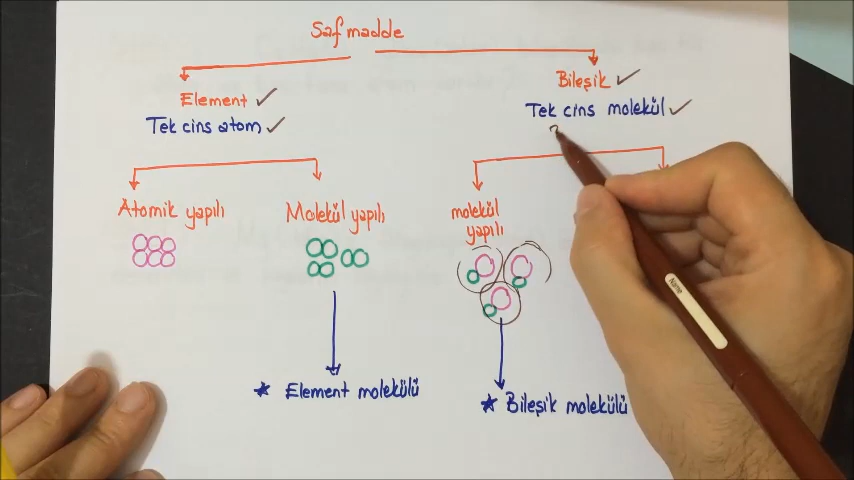 Saf madde
Element
Tek cins atom
Bileşik
Tek cins molekül
Atomik yapılı
Molekül yapılı
molekül
yapılı
★ Element molekülü
★ Bileşik molekülü
Name